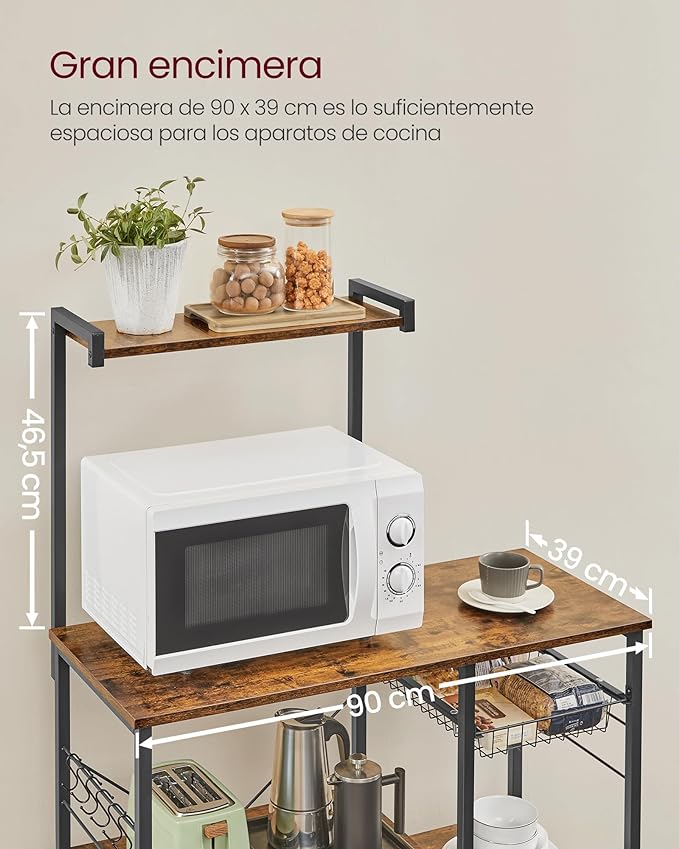 Gran encimera
La encimera de 90 x 39 cm es lo suficientemente
espaciosa para los aparatos de cocina
46,5 cm
39 cm
90 cm